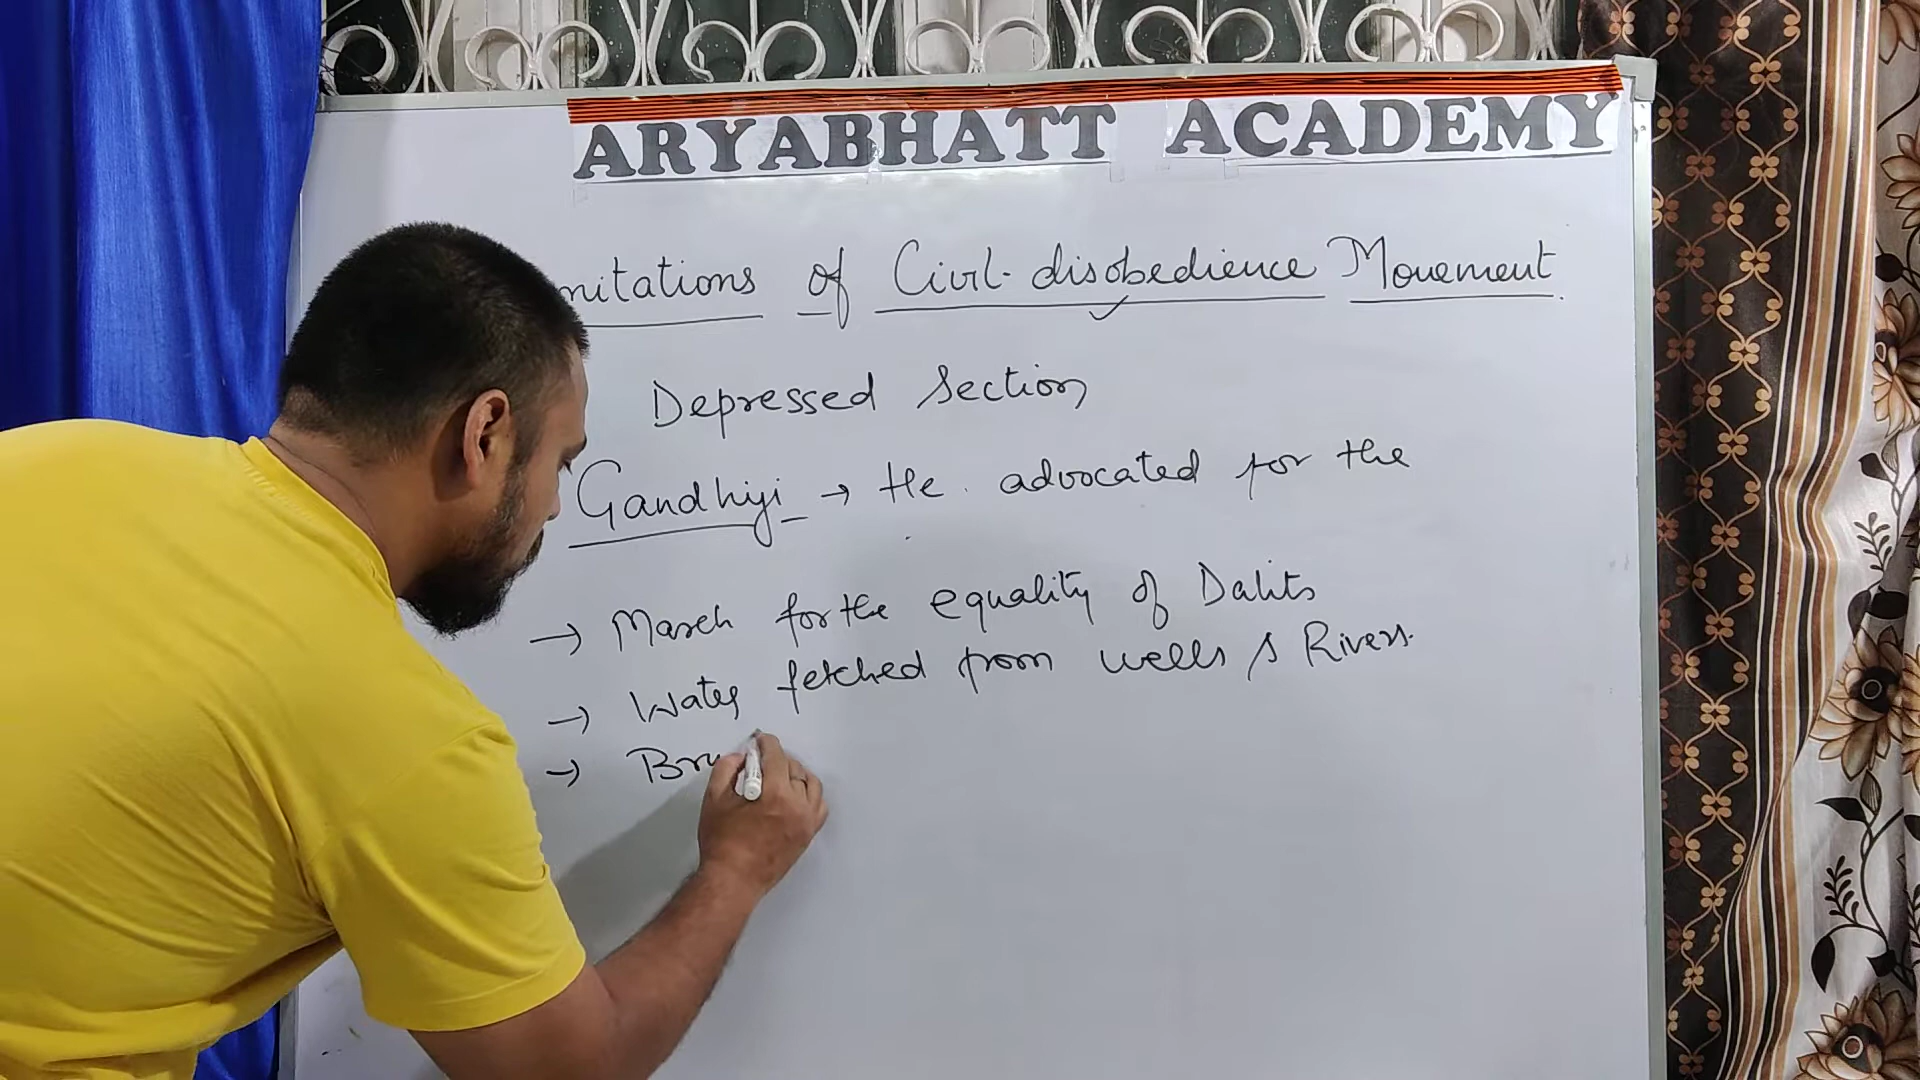 ARYABHATT ACADEMY
mitations of Civil-disobedience Movement
Depressed Section
Gandhiji → He advocated for the
→ March for the equality of Dalits
→ Water fetched from wells & Rivers.
→ Bru